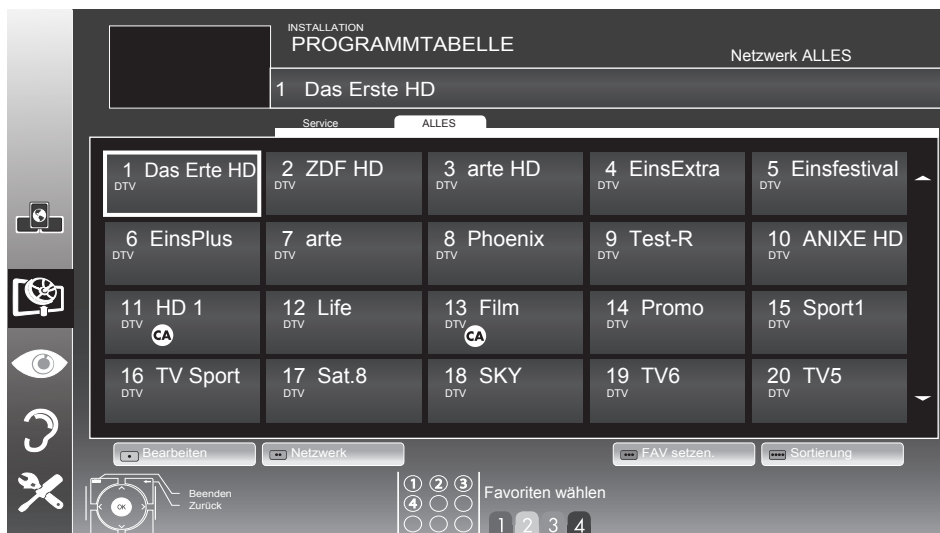 INSTALLATION
PROGRAMMTABELLE
Netzwerk ALLES
1 Das Erste HD
Service ALLES
1 Das Erte HD
DTV
2 ZDF HD
DTV
3 arte HD
DTV
4 EinsExtra
DTV
5 Einsfestival
DTV
6 EinsPlus
DTV
7 arte
DTV
8 Phoenix
DTV
9 Test-R
DTV
10 ANIXE HD
DTV
11 HD 1
DTV
CA
12 Life
DTV
13 Film
DTV
CA
14 Promo
DTV
15 Sport1
DTV
16 TV Sport
DTV
17 Sat.8
DTV
18 SKY
DTV
19 TV6
DTV
20 TV5
DTV
Bearbeiten
Netzwerk
FAV setzen.
Sortierung
OK
Beenden
Zurück
1 2 3
4
Favoriten wählen
1 2 3 4